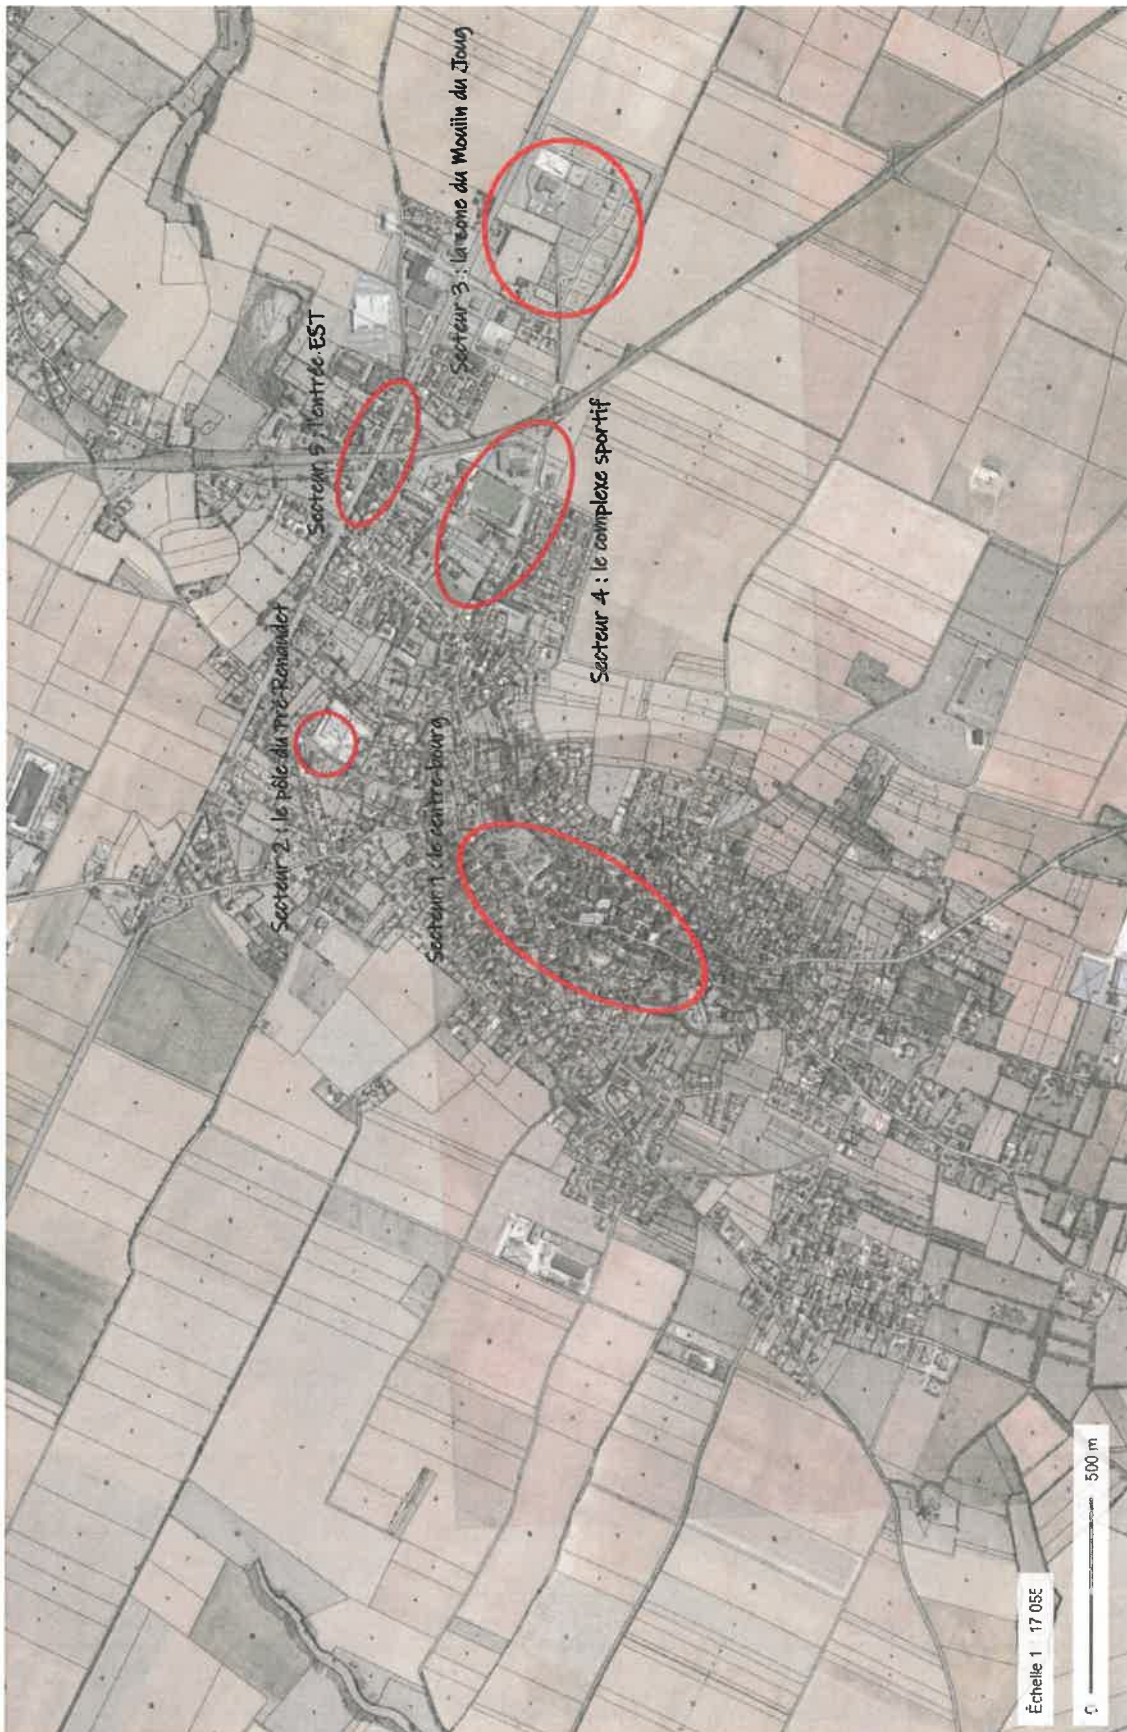 Secteur 1 : le centre-bourg
Secteur 2 : le pôle du Pré-Renaudet
Secteur 3 : la zone du Moulin du Joug
Secteur 4 : le complexe sportif
Secteur 5 : l'entrée EST
Échelle 1 : 17 055
0 500 m